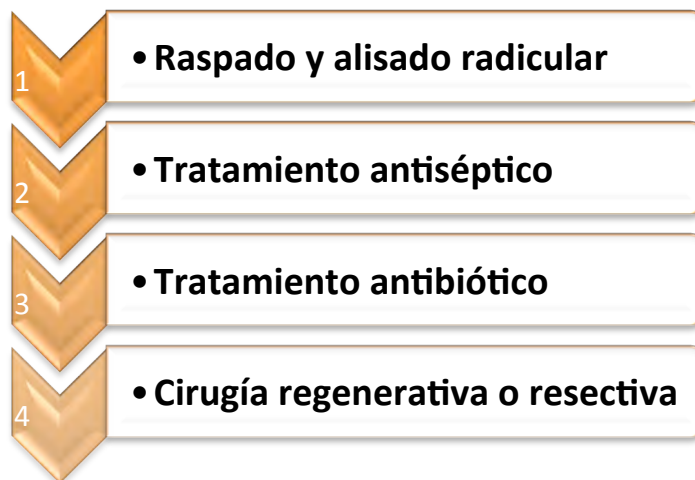 1
• Raspado y alisado radicular
2
• Tratamiento antiséptico
3
• Tratamiento antibiótico
4
• Cirugía regenerativa o resectiva